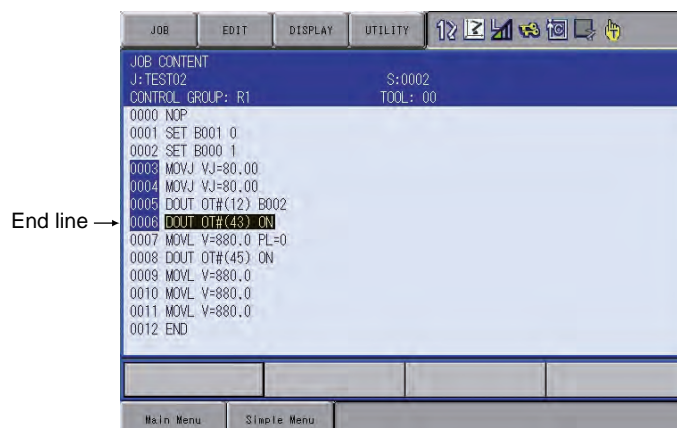 JOB EDIT DISPLAY UTILITY
JOB CONTENT
J:TEST02 S:0002
CONTROL GROUP: R1 TOOL: 00
0000 NOP
0001 SET B001 0
0002 SET B000 1
0003 MOVJ VJ=80.00
0004 MOVJ VJ=80.00
0005 DOUT OT#(12) B002
End line 0006 DOUT OT#(43) ON
0007 MOVL V=880.0 PL=0
0008 DOUT OT#(45) ON
0009 MOVL V=880.0
0010 MOVL V=880.0
0011 MOVL V=880.0
0012 END
Main Menu Simple Menu